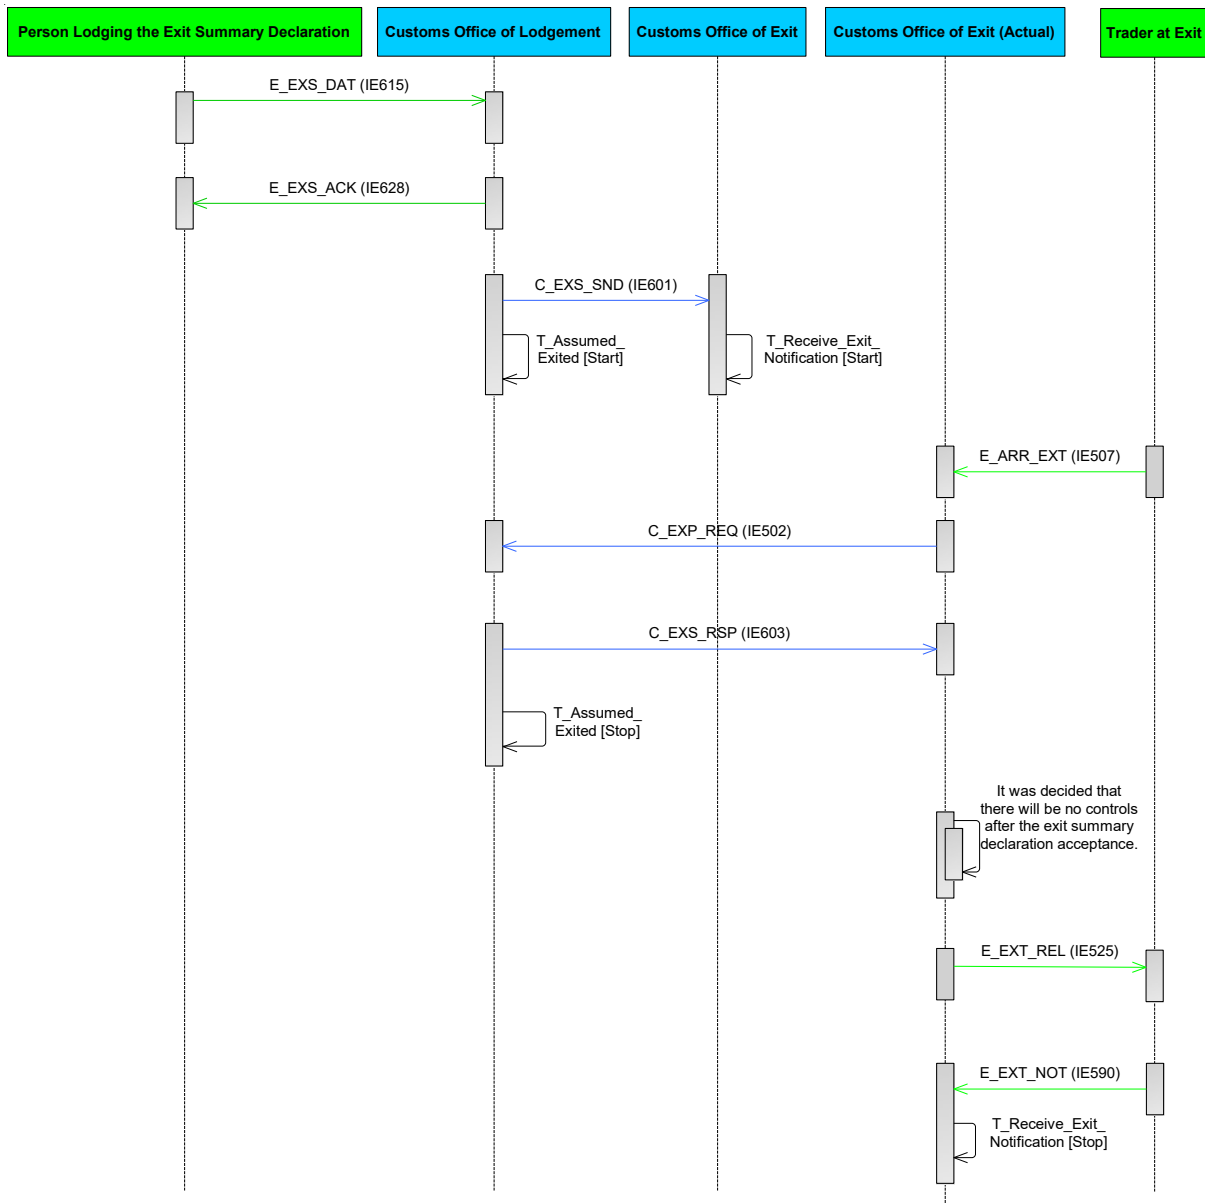 Person Lodging the Exit Summary Declaration
Customs Office of Lodgement
Customs Office of Exit
Customs Office of Exit (Actual)
Trader at Exit
E_EXS_DAT (IE615)
E_EXS_ACK (IE628)
C_EXS_SND (IE601)
T_Assumed_
Exited [Start]
T_Receive_Exit_
Notification [Start]
E_ARR_EXT (IE507)
C_EXP_REQ (IE502)
C_EXS_RSP (IE603)
T_Assumed_
Exited [Stop]
It was decided that
there will be no controls
after the exit summary
declaration acceptance.
E_EXT_REL (IE525)
E_EXT_NOT (IE590)
T_Receive_Exit_
Notification [Stop]